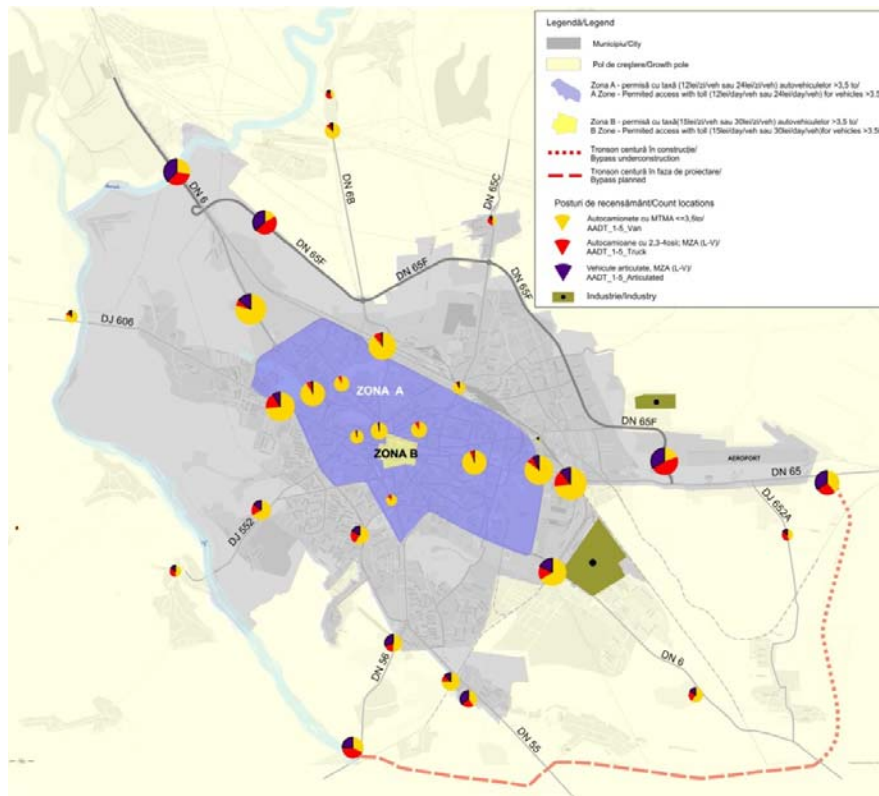 Legendă/Legend
Municipiu/City
Pol de creștere/Growth pole
Zona A - permisă cu taxă (12lei/zi/veh sau 24lei/zi/veh) autovehiculelor >3,5 to/
A Zone - Permited access with toll (12lei/day/veh sau 24lei/day/veh) for vehicles >3.5
Zona B - permisă cu taxă(15lei/zi/veh sau 30lei/zi/veh) autovehiculelor >3,5 to/
B Zone - Permitted access with toll (15lei/day/veh sau 30lei/day/veh)for vehicles >3.5
Tronson centură în construcție/
Bypass underconstruction
Tronson centură în faza de proiectare/
Bypass planned
Posturi de recensământ/Count locations
Autocamionete cu MTMA <=3,5to/
AADT_1-5_Van
Autocamioane cu 2,3-4osii; MZA (L-V)/
AADT_1-5_Truck
Vehicule articulate, MZA (L-V)/
AADT_1-5_Articulated
Industrie/Industry
DN 6
DN 6B
DN 65C
DN 65F
DN 65F
DN 65F
DJ 606
ZONA A
DN 65F
ZONA B
AEROPORT
DN 65
DJ 652A
DJ 552
DN 56
DN 6
DN 55